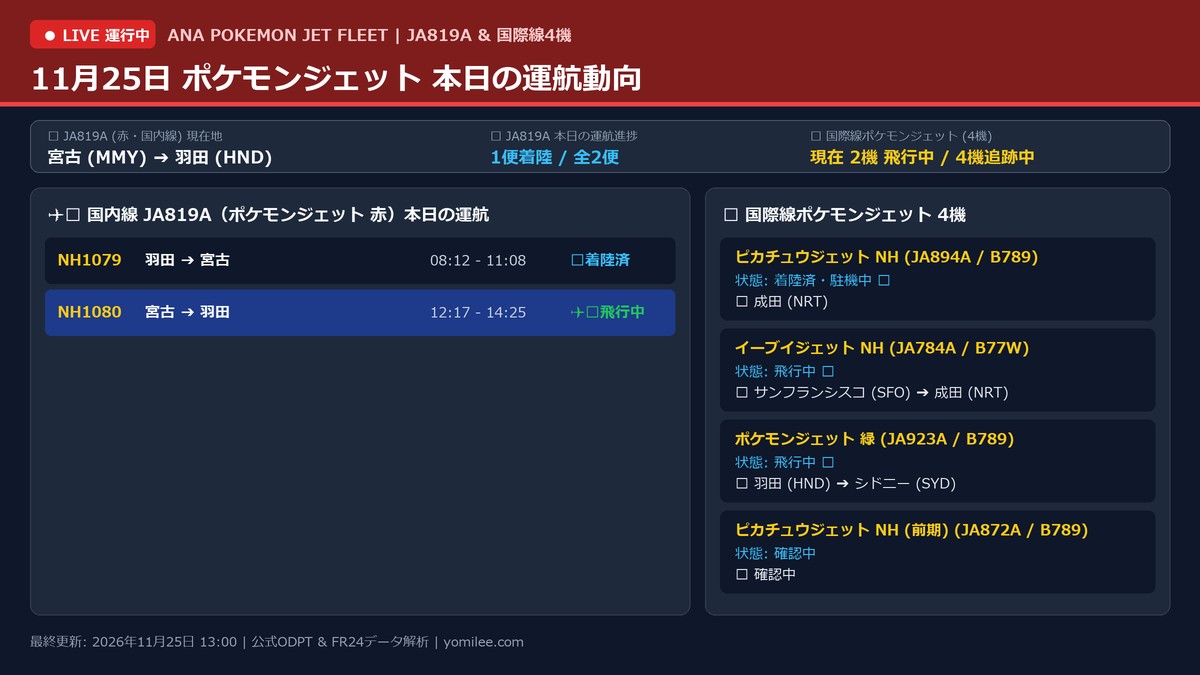 ● LIVE 運行中 ANA POKEMON JET FLEET | JA819A & 国際線4機
11月25日 ポケモンジェット 本日の運航動向
□ JA819A (赤・国内線) 現在地
宮古 (MMY) → 羽田 (HND)
□ JA819A 本日の運航進捗
1便着陸 / 全2便
□ 国際線ポケモンジェット (4機)
現在 2機 飛行中 / 4機追跡中
✈□ 国内線 JA819A（ポケモンジェット 赤）本日の運航
NH1079 羽田 → 宮古 08:12 - 11:08 □着陸済
NH1080 宮古 → 羽田 12:17 - 14:25 ✈□飛行中
□ 国際線ポケモンジェット 4機
ピカチュウジェット NH (JA894A / B789)
状態: 着陸済・駐機中 □
□ 成田 (NRT)
イーブイジェット NH (JA784A / B77W)
状態: 飛行中 □
□ サンフランシスコ (SFO) → 成田 (NRT)
ポケモンジェット 緑 (JA923A / B789)
状態: 飛行中 □
□ 羽田 (HND) → シドニー (SYD)
ピカチュウジェット NH (前期) (JA872A / B789)
状態: 確認中
□ 確認中
最終更新: 2026年11月25日 13:00 | 公式ODPT & FR24データ解析 | yomilee.com